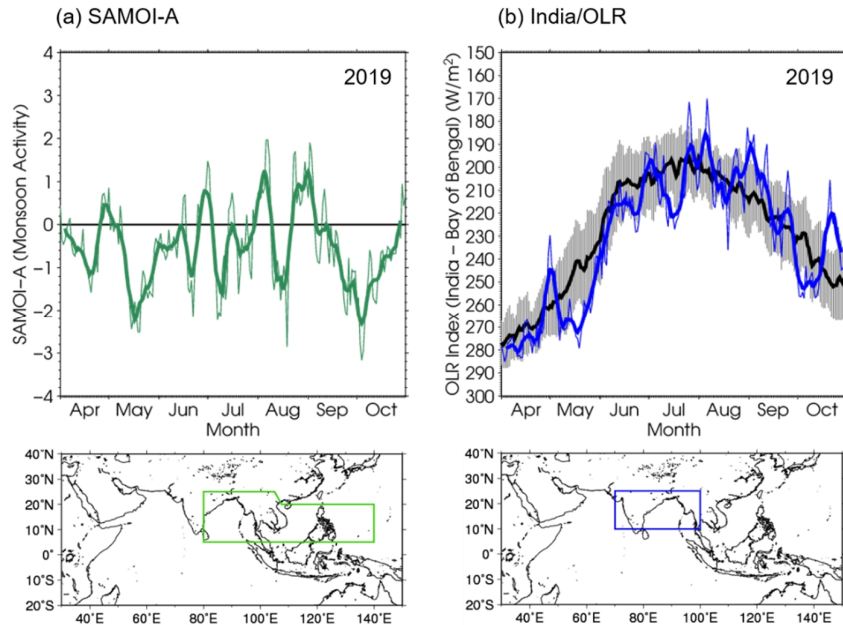 (a) SAMOI-A
(b) India/OLR
SAMOI–A (Monsoon Activity)
4
3
2
1
0
−1
−2
−3
−4
2019
Apr May Jun Jul Aug Sep Oct
Month
OLR Index (India – Bay of Bengal) (W/m²)
150
160
170
180
190
200
210
220
230
240
250
260
270
280
290
300
2019
Apr May Jun Jul Aug Sep Oct
Month
40°N
30°N
20°N
10°N
0°
10°S
20°S
40°E 60°E 80°E 100°E 120°E 140°E
40°N
30°N
20°N
10°N
0°
10°S
20°S
40°E 60°E 80°E 100°E 120°E 140°E